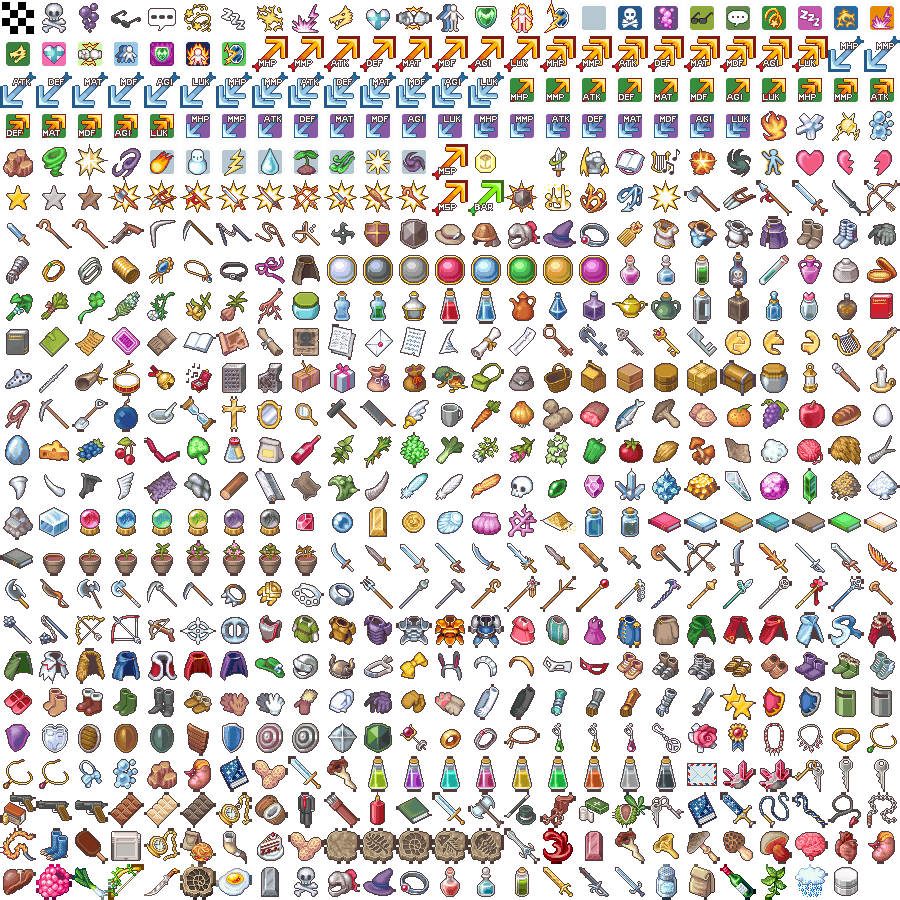 MHP MMP ATK DEF MAT MDF AGI LUK MHP MMP ATK DEF MAT MDF AGI LUK MHP MMP
ATK DEF MAT MDF AGI LUK MHP MMP ATK DEF MAT MDF AGI LUK MHP MMP ATK DEF MAT MDF AGI LUK MHP MMP ATK
DEF MAT MDF AGI LUK MHP MMP ATK DEF MAT MDF AGI LUK MHP MMP ATK DEF MAT MDF AGI LUK
MSP
MSP BAR